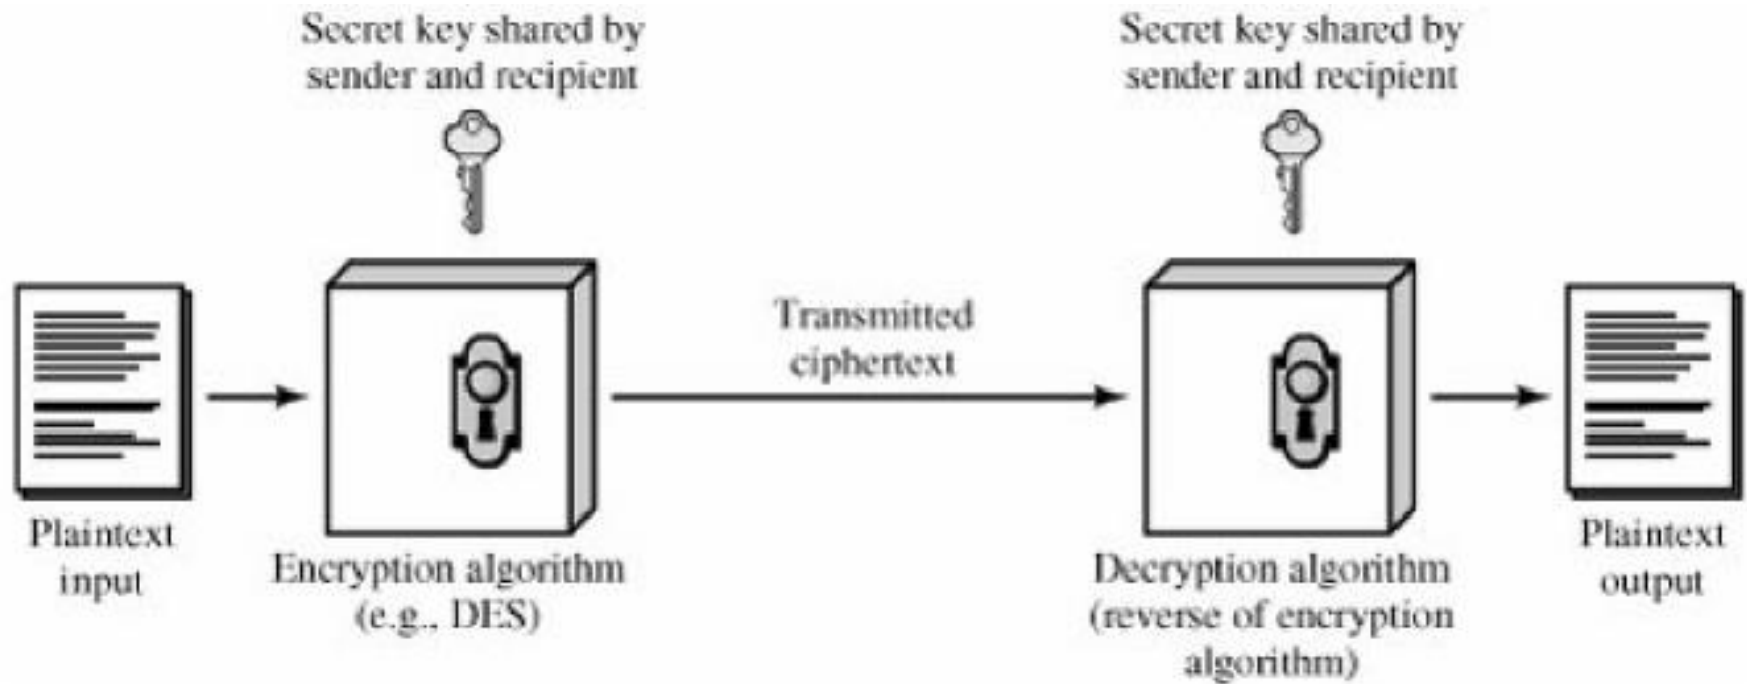 Secret key shared by
sender and recipient
Secret key shared by
sender and recipient
Transmitted
ciphertext
Plaintext
input
Encryption algorithm
(e.g., DES)
Decryption algorithm
(reverse of encryption
algorithm)
Plaintext
output